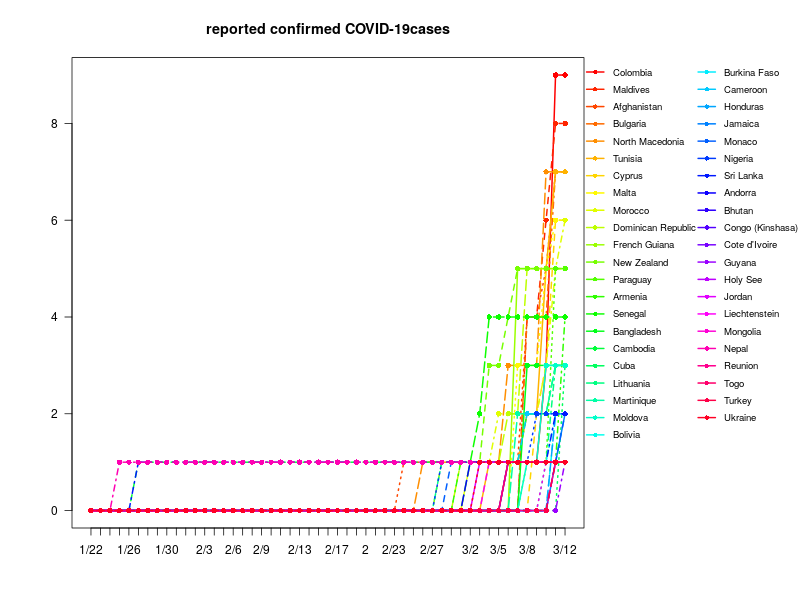 reported confirmed COVID-19cases
8
6
4
2
0
1/22
1/26
1/30
2/3
2/6
2/9
2/13
2/17
2
2/23
2/27
3/2
3/5
3/8
3/12
Colombia
Maldives
Afghanistan
Bulgaria
North Macedonia
Tunisia
Cyprus
Malta
Morocco
Dominican Republic
French Guiana
New Zealand
Paraguay
Armenia
Senegal
Bangladesh
Cambodia
Cuba
Lithuania
Martinique
Moldova
Bolivia
Burkina Faso
Cameroon
Honduras
Jamaica
Monaco
Nigeria
Sri Lanka
Andorra
Bhutan
Congo (Kinshasa)
Cote d'Ivoire
Guyana
Holy See
Jordan
Liechtenstein
Mongolia
Nepal
Reunion
Togo
Turkey
Ukraine